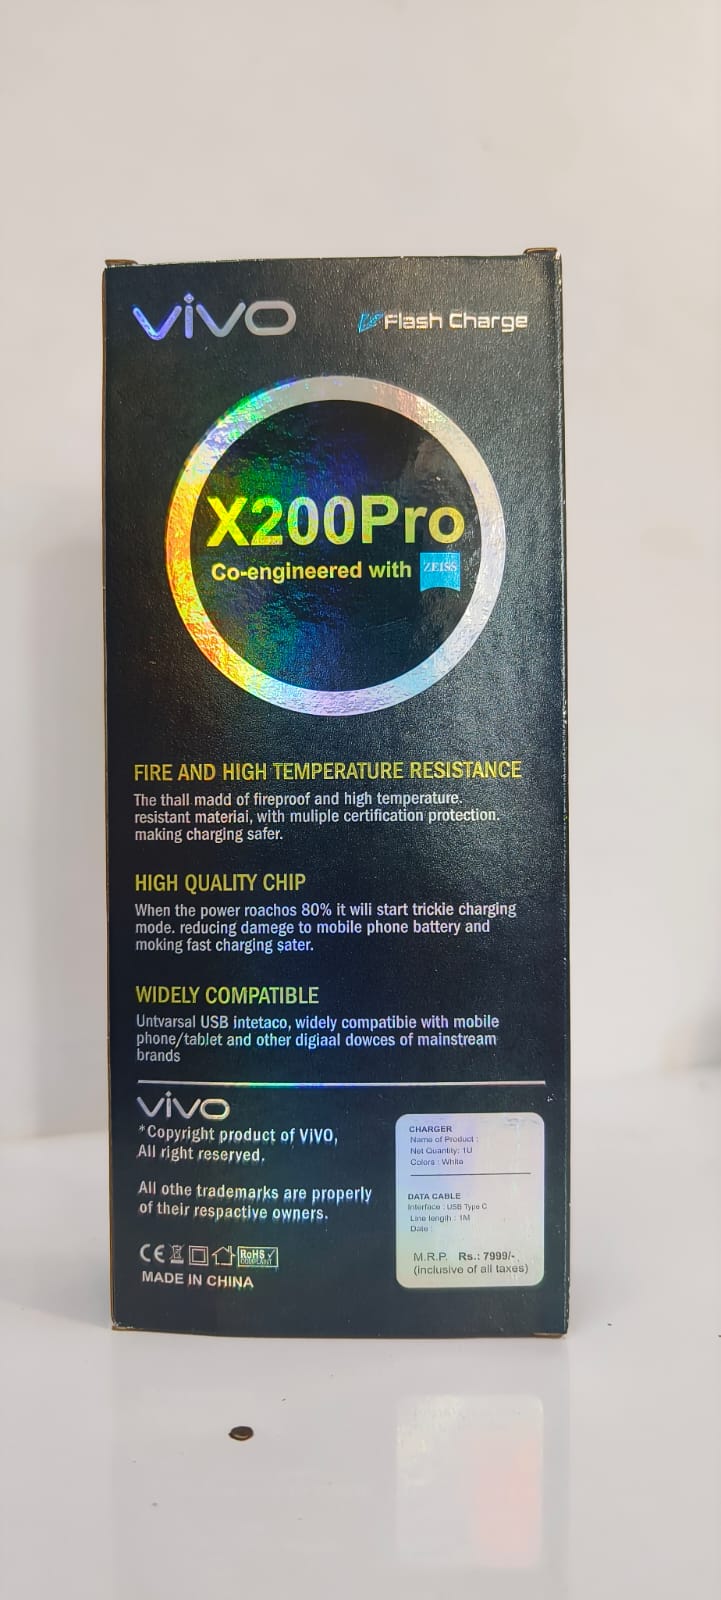 vivo
Flash Charge
X200Pro
Co-engineered with ZEISS
FIRE AND HIGH TEMPERATURE RESISTANCE
The thall madd of fireproof and high temperature.
resistant materiai, with muliple certification protection.
making charging safer.
HIGH QUALITY CHIP
When the power roachos 80% it wili start trickie charging
mode. reducing damege to mobile phone battery and
moking fast charging sater.
WIDELY COMPATIBLE
Untvarsal USB intetaco, widely compatibie with mobile
phone/tablet and other digiaal dowces of mainstream
brands
vivo
*Copyright product of ViVO,
All right reserved.
All othe trademarks are properly
of their respactive owners.
CE RoHS COMPLIANT
MADE IN CHINA
CHARGER
Name of Product :
Net Quantity: 1U
Colors : White
DATA CABLE
Interface : USB Type C
Line length : 1M
Date :
M.R.P. Rs.: 7999/-
(inclusive of all taxes)